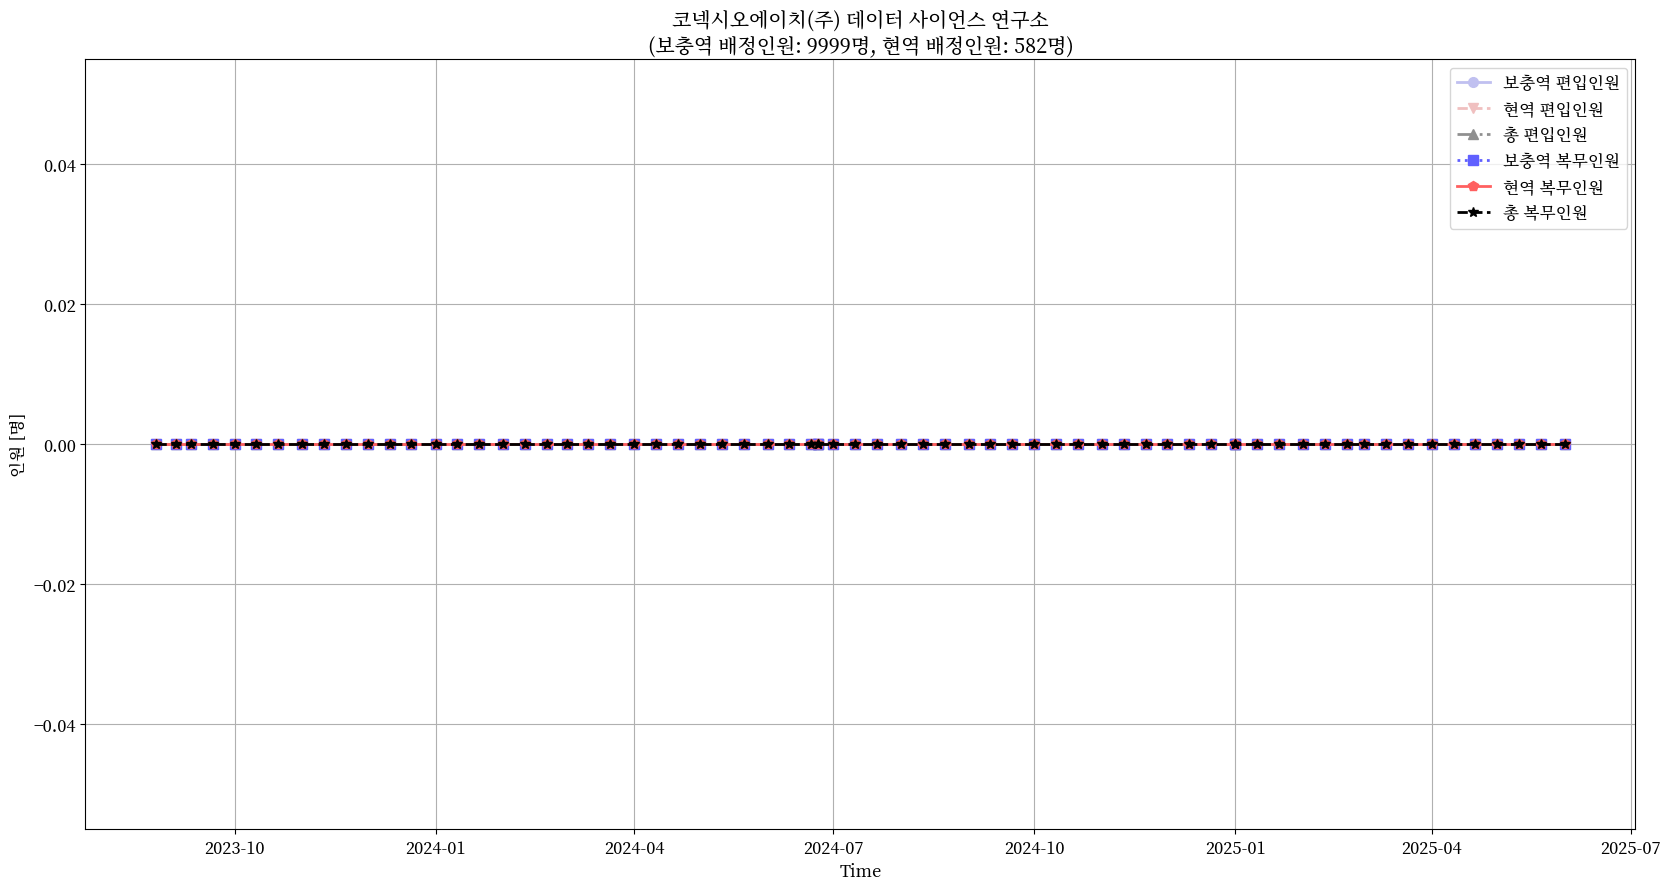 코넥시오에이치(주) 데이터 사이언스 연구소
(보충역 배정인원: 9999명, 현역 배정인원: 582명)
보충역 편입인원
현역 편입인원
총 편입인원
보충역 복무인원
현역 복무인원
총 복무인원
0.04
0.02
0.00
−0.02
−0.04
인원 [명]
2023-10
2024-01
2024-04
2024-07
2024-10
2025-01
2025-04
2025-07
Time